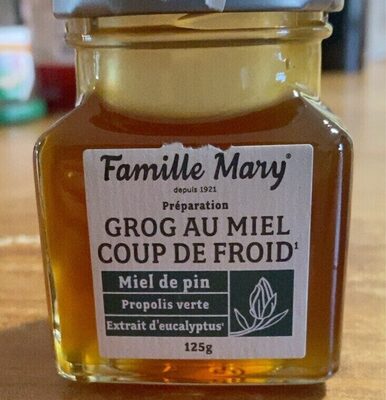 Famille Mary®
depuis 1921
Préparation
GROG AU MIEL
COUP DE FROID¹
Miel de pin
Propolis verte
Extrait d'eucalyptus¹
125g